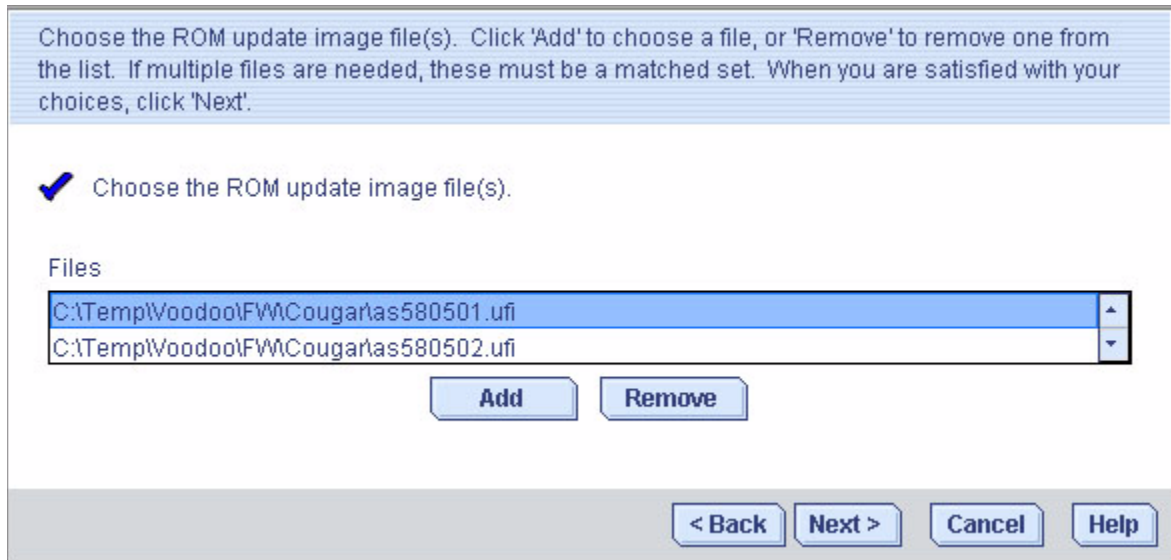 Choose the ROM update image file(s). Click 'Add' to choose a file, or 'Remove' to remove one from
the list. If multiple files are needed, these must be a matched set. When you are satisfied with your
choices, click 'Next'.
Choose the ROM update image file(s).
Files
C:\Temp\Voodoo\FW\Cougar\as580501.ufi
C:\Temp\Voodoo\FW\Cougar\as580502.ufi
Add Remove
< Back Next > Cancel Help